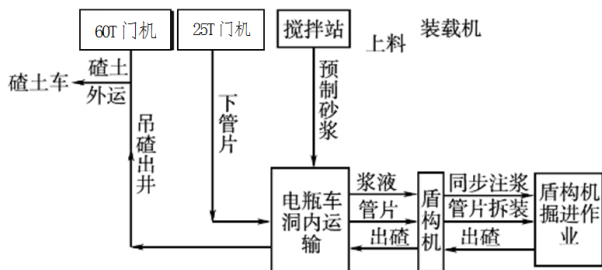 60T门机
25T门机
搅拌站
上料
装载机
碴土车
碴土
外运
吊碴出井
下管片
预制砂浆
电瓶车
洞内运
输
浆液
管片
出碴
盾构机
同步注浆
管片拆装
出碴
盾构机
掘进作
业